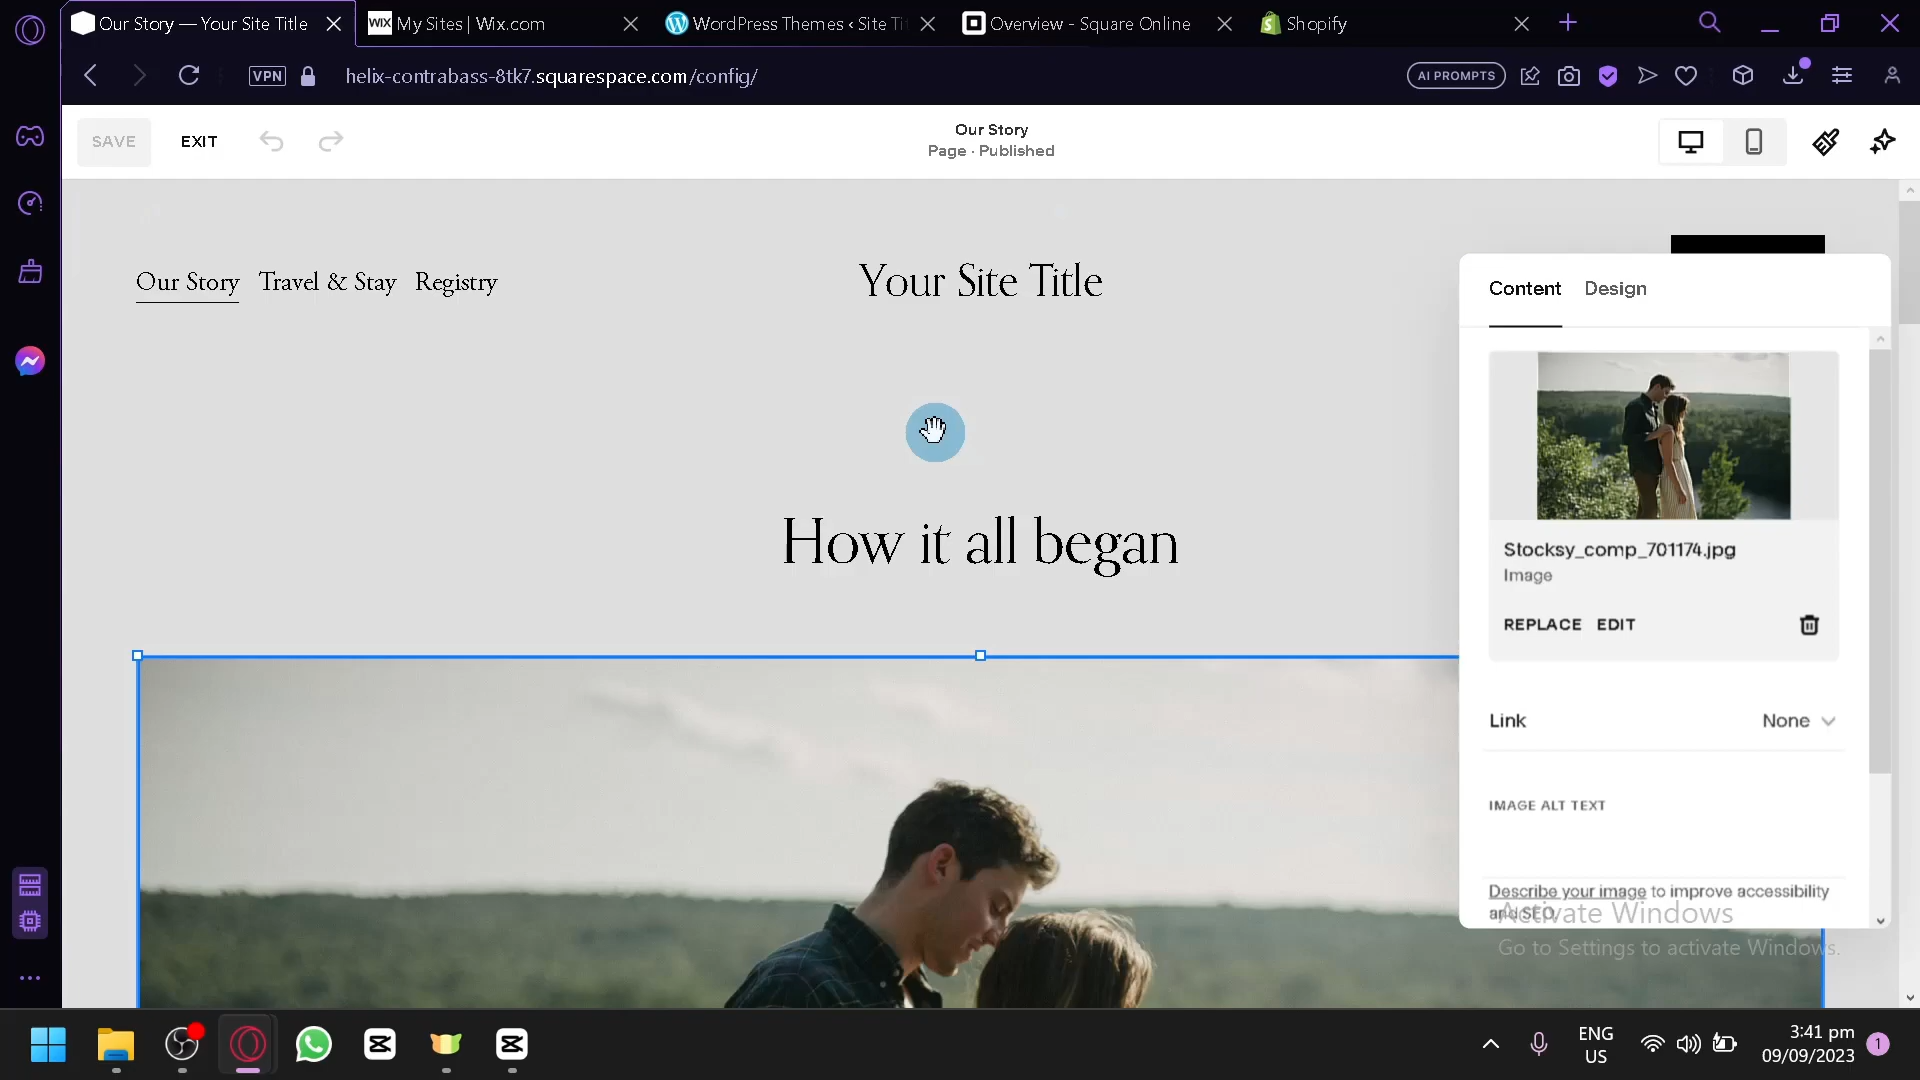 Our Story — Your Site Title
My Sites | Wix.com
WordPress Themes ‹ Site Ti
Overview - Square Online
Shopify
WIX
VPN
helix-contrabass-8tk7.squarespace.com/config/
AI PROMPTS
SAVE
EXIT
Our Story
Page · Published
Our Story
Travel & Stay
Registry
Your Site Title
How it all began
Content
Design
Stocksy_comp_701174.jpg
Image
REPLACE
EDIT
Link
None
IMAGE ALT TEXT
Describe your image to improve accessibility
and SEO.
Activate Windows
Go to Settings to activate Windows.
ENG
US
3:41 pm
09/09/2023
1